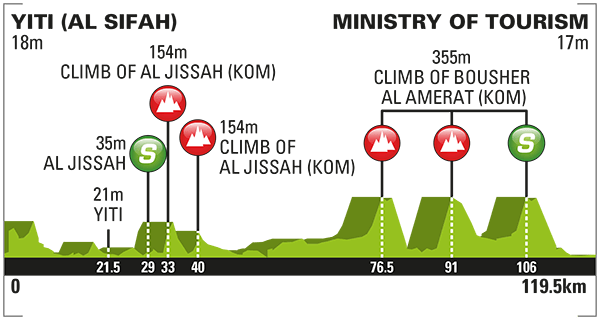 YITI (AL SIFAH)
18m
MINISTRY OF TOURISM
17m
154m
CLIMB OF AL JISSAH (KOM)
35m
AL JISSAH
S
154m
CLIMB OF
AL JISSAH (KOM)
21m
YITI
355m
CLIMB OF BOUSHER
AL AMERAT (KOM)
S
21.5 29 33 40 76.5 91 106
0 119.5km